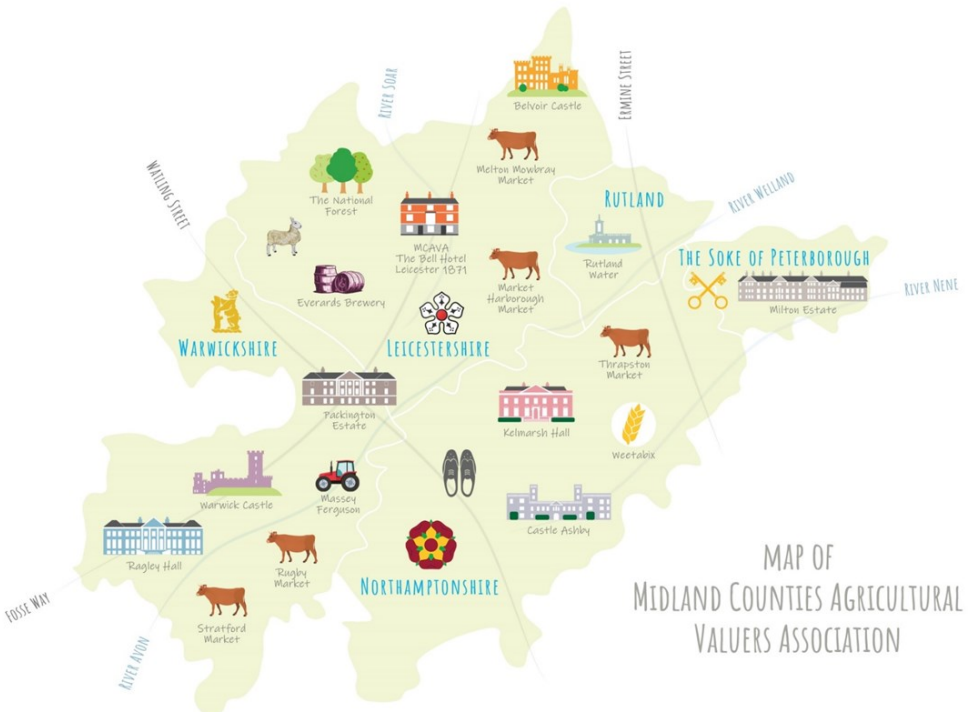 Belvoir Castle
ERMINE STREET
RIVER SOAR
Melton Mowbray
Market
WATLING STREET
The National
Forest
RUTLAND
RIVER WELLAND
MCAVA
The Bell Hotel
Leicester 1871
Rutland
Water
THE SOKE OF PETERBOROUGH
Market
Harborough
Market
Everards Brewery
Milton Estate
RIVER NENE
WARWICKSHIRE
LEICESTERSHIRE
Thrapston
Market
Packington
Estate
Kelmarsh Hall
Weetabix
Warwick Castle
Massey
Ferguson
Castle Ashby
Ragley Hall
Rugby
Market
NORTHAMPTONSHIRE
FOSSE WAY
Stratford
Market
RIVER AVON
MAP OF
MIDLAND COUNTIES AGRICULTURAL
VALUERS ASSOCIATION